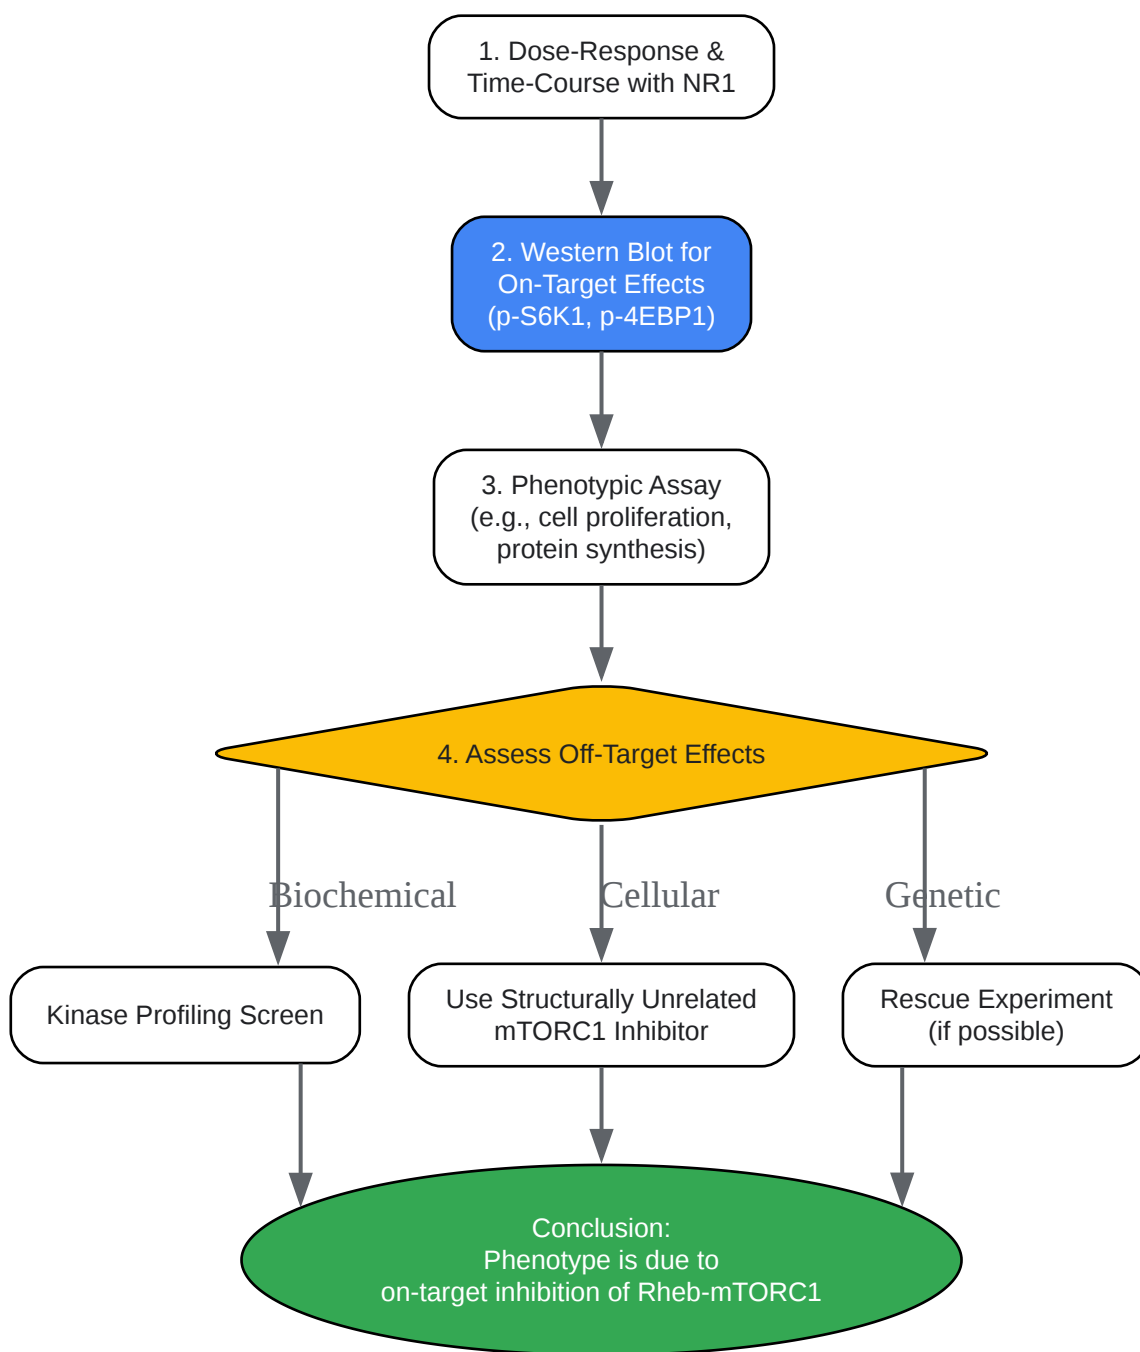 1. Dose-Response &
Time-Course with NR1
2. Western Blot for
On-Target Effects
(p-S6K1, p-4EBP1)
3. Phenotypic Assay
(e.g., cell proliferation,
protein synthesis)
4. Assess Off-Target Effects
Biochemical
Cellular
Genetic
Kinase Profiling Screen
Use Structurally Unrelated
mTORC1 Inhibitor
Rescue Experiment
(if possible)
Conclusion:
Phenotype is due to
on-target inhibition of Rheb-mTORC1